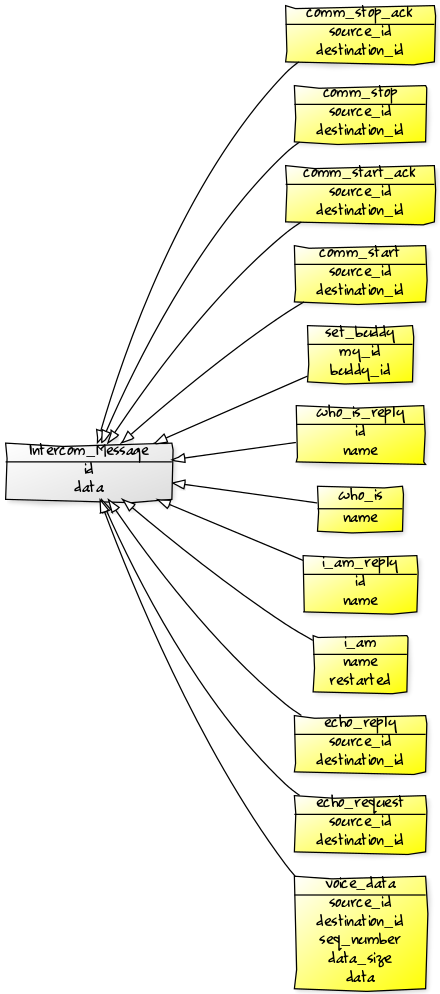 comm_stop_ack
source_id
destination_id
comm_stop
source_id
destination_id
comm_start_ack
source_id
destination_id
comm_start
source_id
destination_id
set_buddy
my_id
buddy_id
who_is_reply
id
name
Intercom_Message
id
data
who_is
name
i_am_reply
id
name
i_am
name
restarted
echo_reply
source_id
destination_id
echo_request
source_id
destination_id
voice_data
source_id
destination_id
seq_number
data_size
data